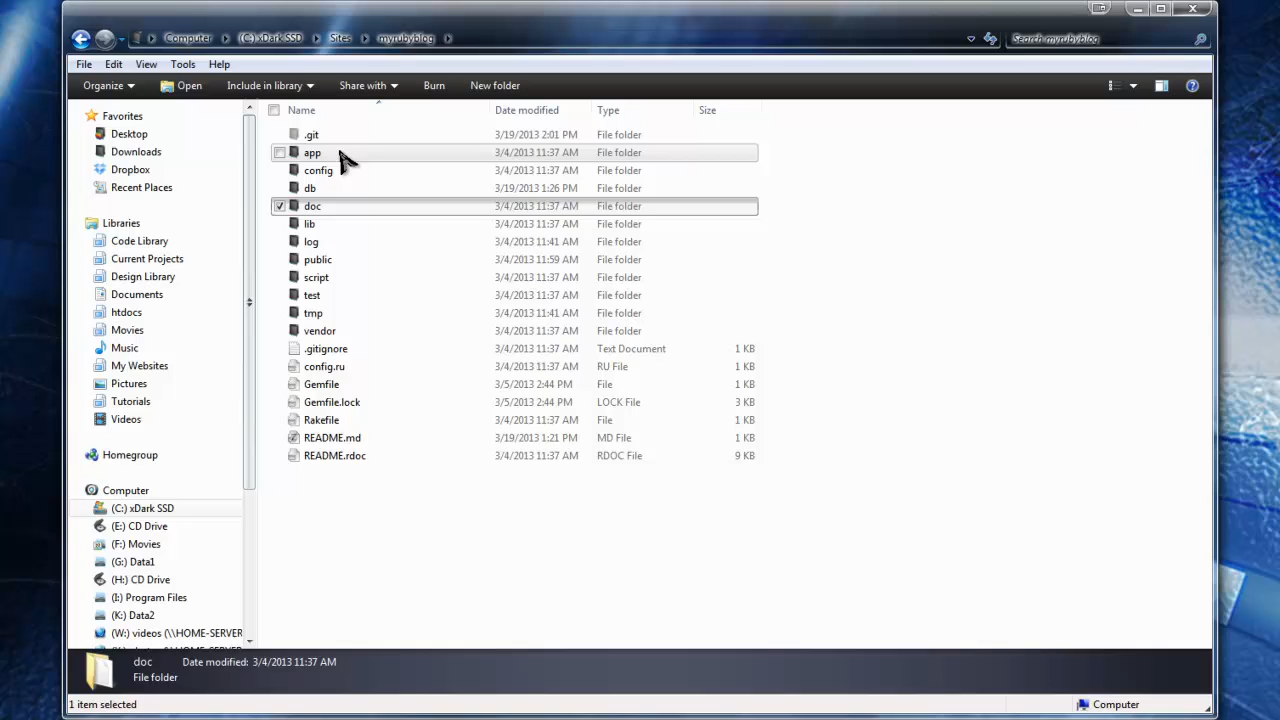 Computer (C:) xDark SSD Sites myrubyblog Search myrubyblog
File Edit View Tools Help
Organize Open Include in library Share with Burn New folder
Name Date modified Type Size
.git 3/19/2013 2:01 PM File folder
app 3/4/2013 11:37 AM File folder
config 3/4/2013 11:37 AM File folder
db 3/19/2013 1:26 PM File folder
doc 3/4/2013 11:37 AM File folder
lib 3/4/2013 11:37 AM File folder
log 3/4/2013 11:41 AM File folder
public 3/4/2013 11:59 AM File folder
script 3/4/2013 11:37 AM File folder
test 3/4/2013 11:37 AM File folder
tmp 3/4/2013 11:41 AM File folder
vendor 3/4/2013 11:37 AM File folder
.gitignore 3/4/2013 11:37 AM Text Document 1 KB
config.ru 3/4/2013 11:37 AM RU File 1 KB
Gemfile 3/5/2013 2:44 PM File 1 KB
Gemfile.lock 3/5/2013 2:44 PM LOCK File 3 KB
Rakefile 3/4/2013 11:37 AM File 1 KB
README.md 3/19/2013 1:21 PM MD File 1 KB
README.rdoc 3/4/2013 11:37 AM RDOC File 9 KB
Favorites
Desktop
Downloads
Dropbox
Recent Places
Libraries
Code Library
Current Projects
Design Library
Documents
htdocs
Movies
Music
My Websites
Pictures
Tutorials
Videos
Homegroup
Computer
(C:) xDark SSD
(E:) CD Drive
(F:) Movies
(G:) Data1
(H:) CD Drive
(I:) Program Files
(K:) Data2
(W:) videos (\\HOME-SERVER
doc Date modified: 3/4/2013 11:37 AM
File folder
1 item selected Computer